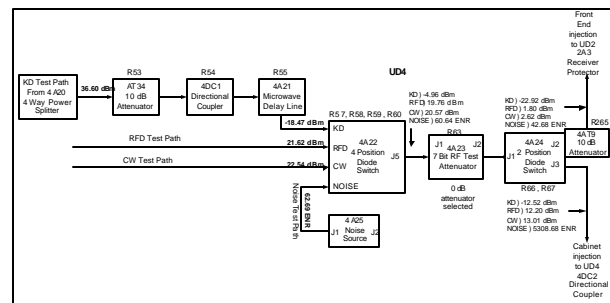 Front
End
injection
to UD2
2A3
Receiver
Protector
R53
R54
R55
UD4
KD Test Path
From 4 A20
4 Way Power
Splitter
36.60 dBm
AT34
10 dB
Attenuator
4DC1
Directional
Coupler
4A21
Microwave
Delay Line
-18.47 dBm
R57, R58, R59 , R60
KD) -4.96 dBm
RFD) 19.76 dBm
CW) 20.57 dBm
NOISE) 60.64 ENR
KD) -22.92 dBm
RFD) 1.80 dBm
CW) 2.62 dBm
NOISE) 42.68 ENR
R265
R63
RFD Test Path
21.62 dBm
CW Test Path
22.54 dBm
KD
RFD
CW
NOISE
4A22
4 Position
Diode
Switch
J5
J1
J2
4A23
7 Bit RF Test
Attenuator
J1
4A24
2 Position
Diode
Switch
J2
J3
4AT9
10 dB
Attenuator
0 dB
attenuator
selected
R66 , R67
Noise Test Path
62.69 ENR
4 A25
J1 Noise J2
Source
KD) -12.52 dBm
RFD) 12.20 dBm
CW) 13.01 dBm
NOISE) 5308.68 ENR
Cabinet
injection
to UD4
4DC2
Directional
Coupler